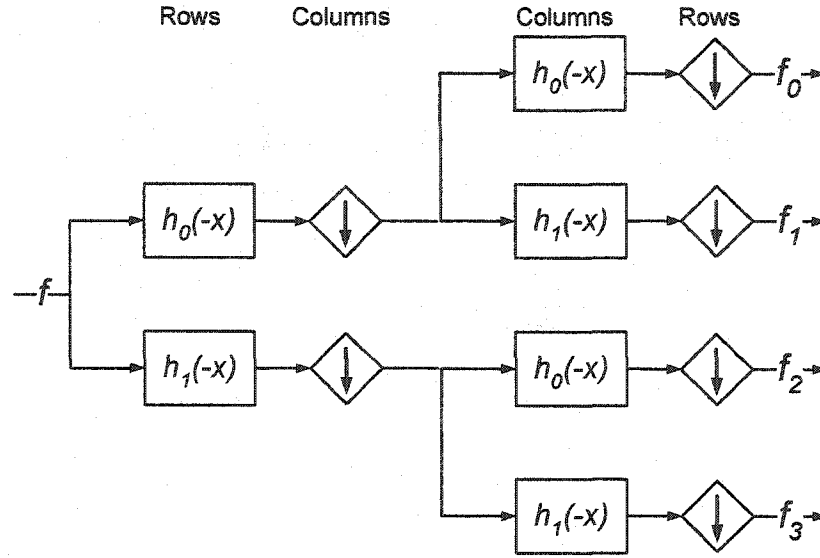 Rows Columns Columns Rows
h₀(-x) f₀
h₀(-x) h₁(-x) f₁
f
h₁(-x) h₀(-x) f₂
h₁(-x) f₃